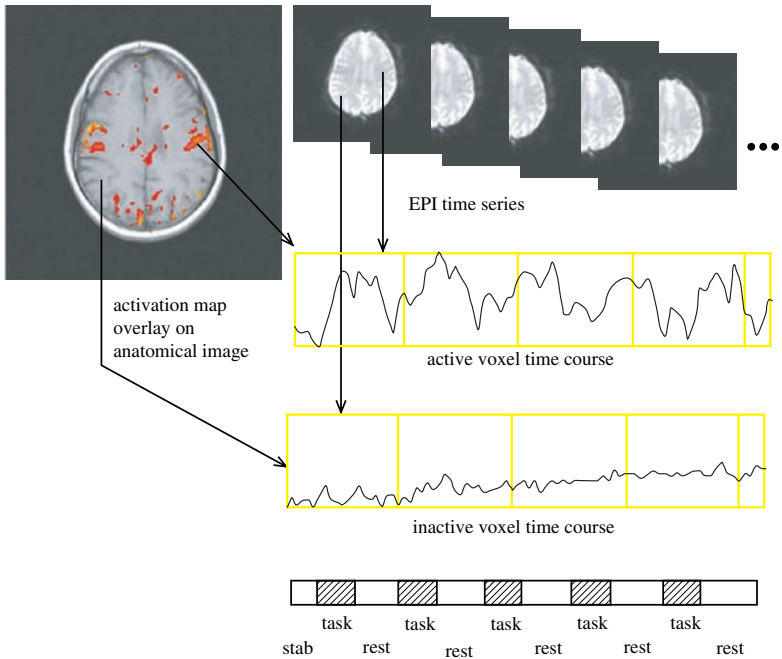 EPI time series
activation map
overlay on
anatomical image
active voxel time course
inactive voxel time course
task task task task task
stab rest rest rest rest rest